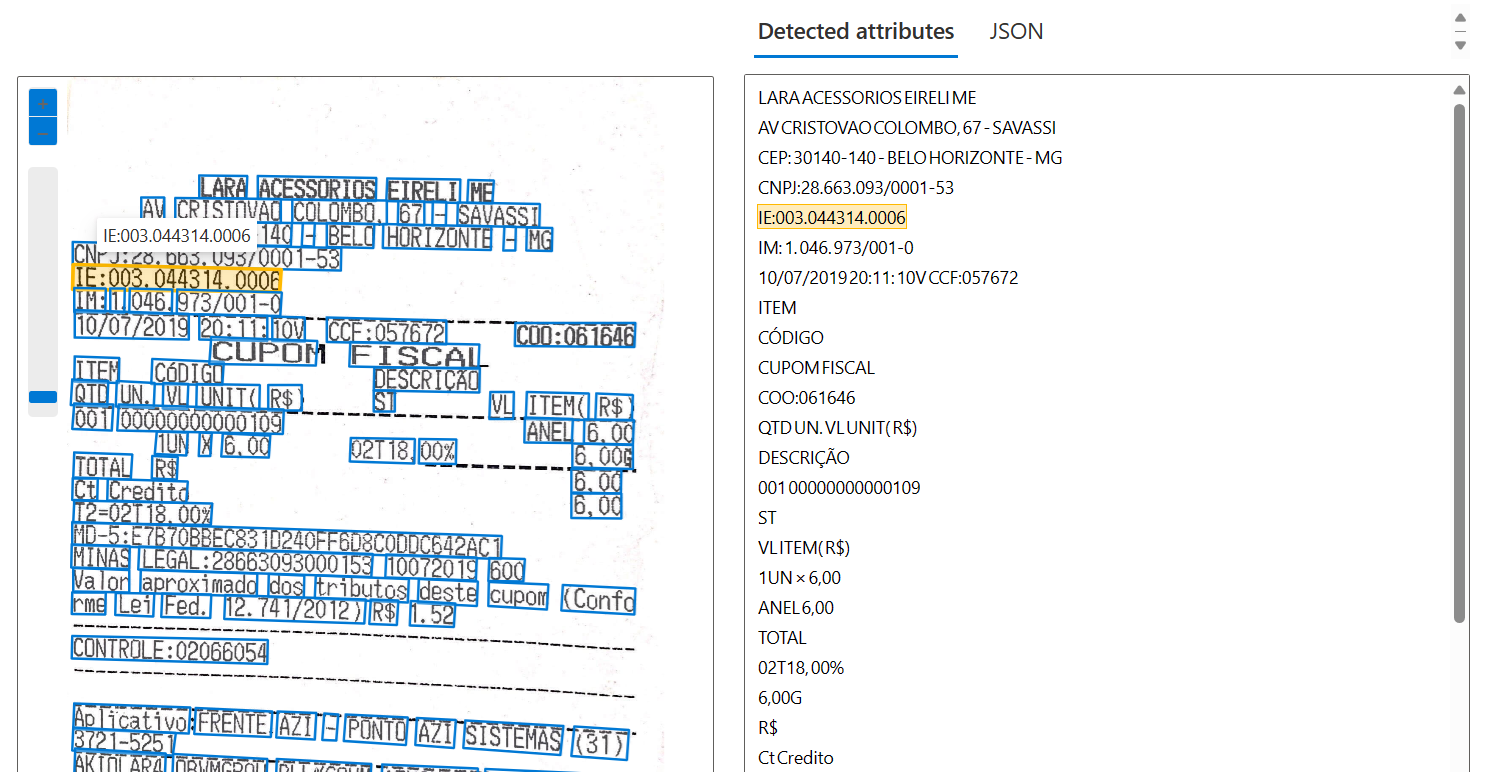 Detected attributes
JSON
+
LARA ACESSORIOS EIRELI ME
AV CRISTOVAO COLOMBO, 67 - SAVASSI
IE:003.044314.0006
140 - BELO HORIZONTE - MG
CNPJ:28.663.093/0001-53
IE:003.044314.0006
IM: 1.046.973/001-0
10/07/2019 20:11:10V CCF:057672 COO:061646
CUPOM FISCAL
ITEM CóDIGO DESCRIÇÃO
QTD UN. VL UNIT( R$) ST VL ITEM( R$)
001 00000000000109 ANEL 6,00
1UN X 6,00 02T18,00% 6,00G
TOTAL R$ 6,00
Ct Credito 6,00
T2=02T18,00%
MD-5:E7B70BBEC831D240FF6D8C0DDC642AC1
MINAS LEGAL:28663093000153 10072019 600
Valor aproximado dos tributos deste cupom (Confo
rme Lei Fed. 12.741/2012) R$ 1.52
CONTROLE:02066054
Aplicativo:FRENTE AZI - PONTO AZI SISTEMAS (31)
3721-5251
LARA ACESSORIOS EIRELI ME
AV CRISTOVAO COLOMBO, 67 - SAVASSI
CEP: 30140-140 - BELO HORIZONTE - MG
CNPJ:28.663.093/0001-53
IE:003.044314.0006
IM: 1.046.973/001-0
10/07/2019 20:11:10V CCF:057672
ITEM
CÓDIGO
CUPOM FISCAL
COO:061646
QTD UN. VL UNIT( R$)
DESCRIÇÃO
001 00000000000109
ST
VL ITEM( R$)
1UN × 6,00
ANEL 6,00
TOTAL
02T18,00%
6,00G
R$
Ct Credito